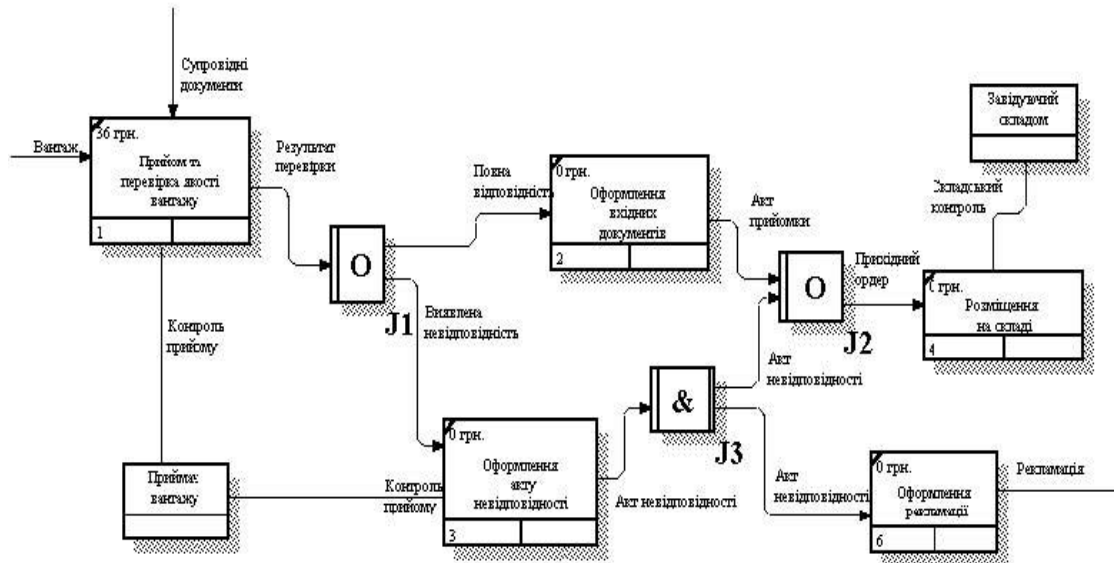 Супровідні
документи
Вантаж
36 грн.
Прийом та
перевірка якості
вантажу
1
Результат
перевірки
О
J1
Повна
відповідність
Виявлена
невідповідність
0 грн.
Оформлення
вхідних
документів
2
Акт
прийомки
О
J2
Прихідний
ордер
Завідуючий
складом
Складський
контроль
0 грн.
Розміщення
на складі
4
Контроль
прийому
Приймач
вантажу
Контроль
прийому
0 грн.
Оформлення
акту
невідповідності
3
Акт невідповідності
&
J3
Акт
невідповідності
Акт
невідповідності
0 грн.
Оформлення
рекламації
6
Рекламація